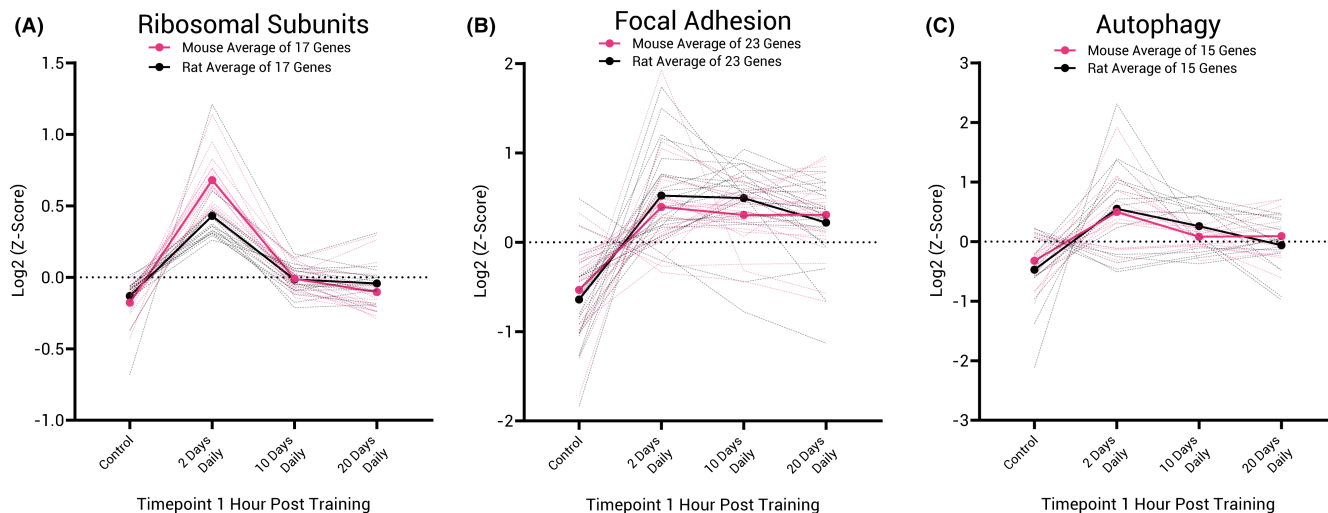 (A)
Ribosomal Subunits
Mouse Average of 17 Genes
Rat Average of 17 Genes
Log2 (Z-Score)
1.5
1.0
0.5
0.0
-0.5
-1.0
Control
2 Days
Daily
10 Days
Daily
20 Days
Daily
Timepoint 1 Hour Post Training
(B)
Focal Adhesion
Mouse Average of 23 Genes
Rat Average of 23 Genes
Log2 (Z-Score)
2
1
0
-1
-2
Control
2 Days
Daily
10 Days
Daily
20 Days
Daily
Timepoint 1 Hour Post Training
(C)
Autophagy
Mouse Average of 15 Genes
Rat Average of 15 Genes
Log2 (Z-Score)
3
2
1
0
-1
-2
-3
Control
2 Days
Daily
10 Days
Daily
20 Days
Daily
Timepoint 1 Hour Post Training